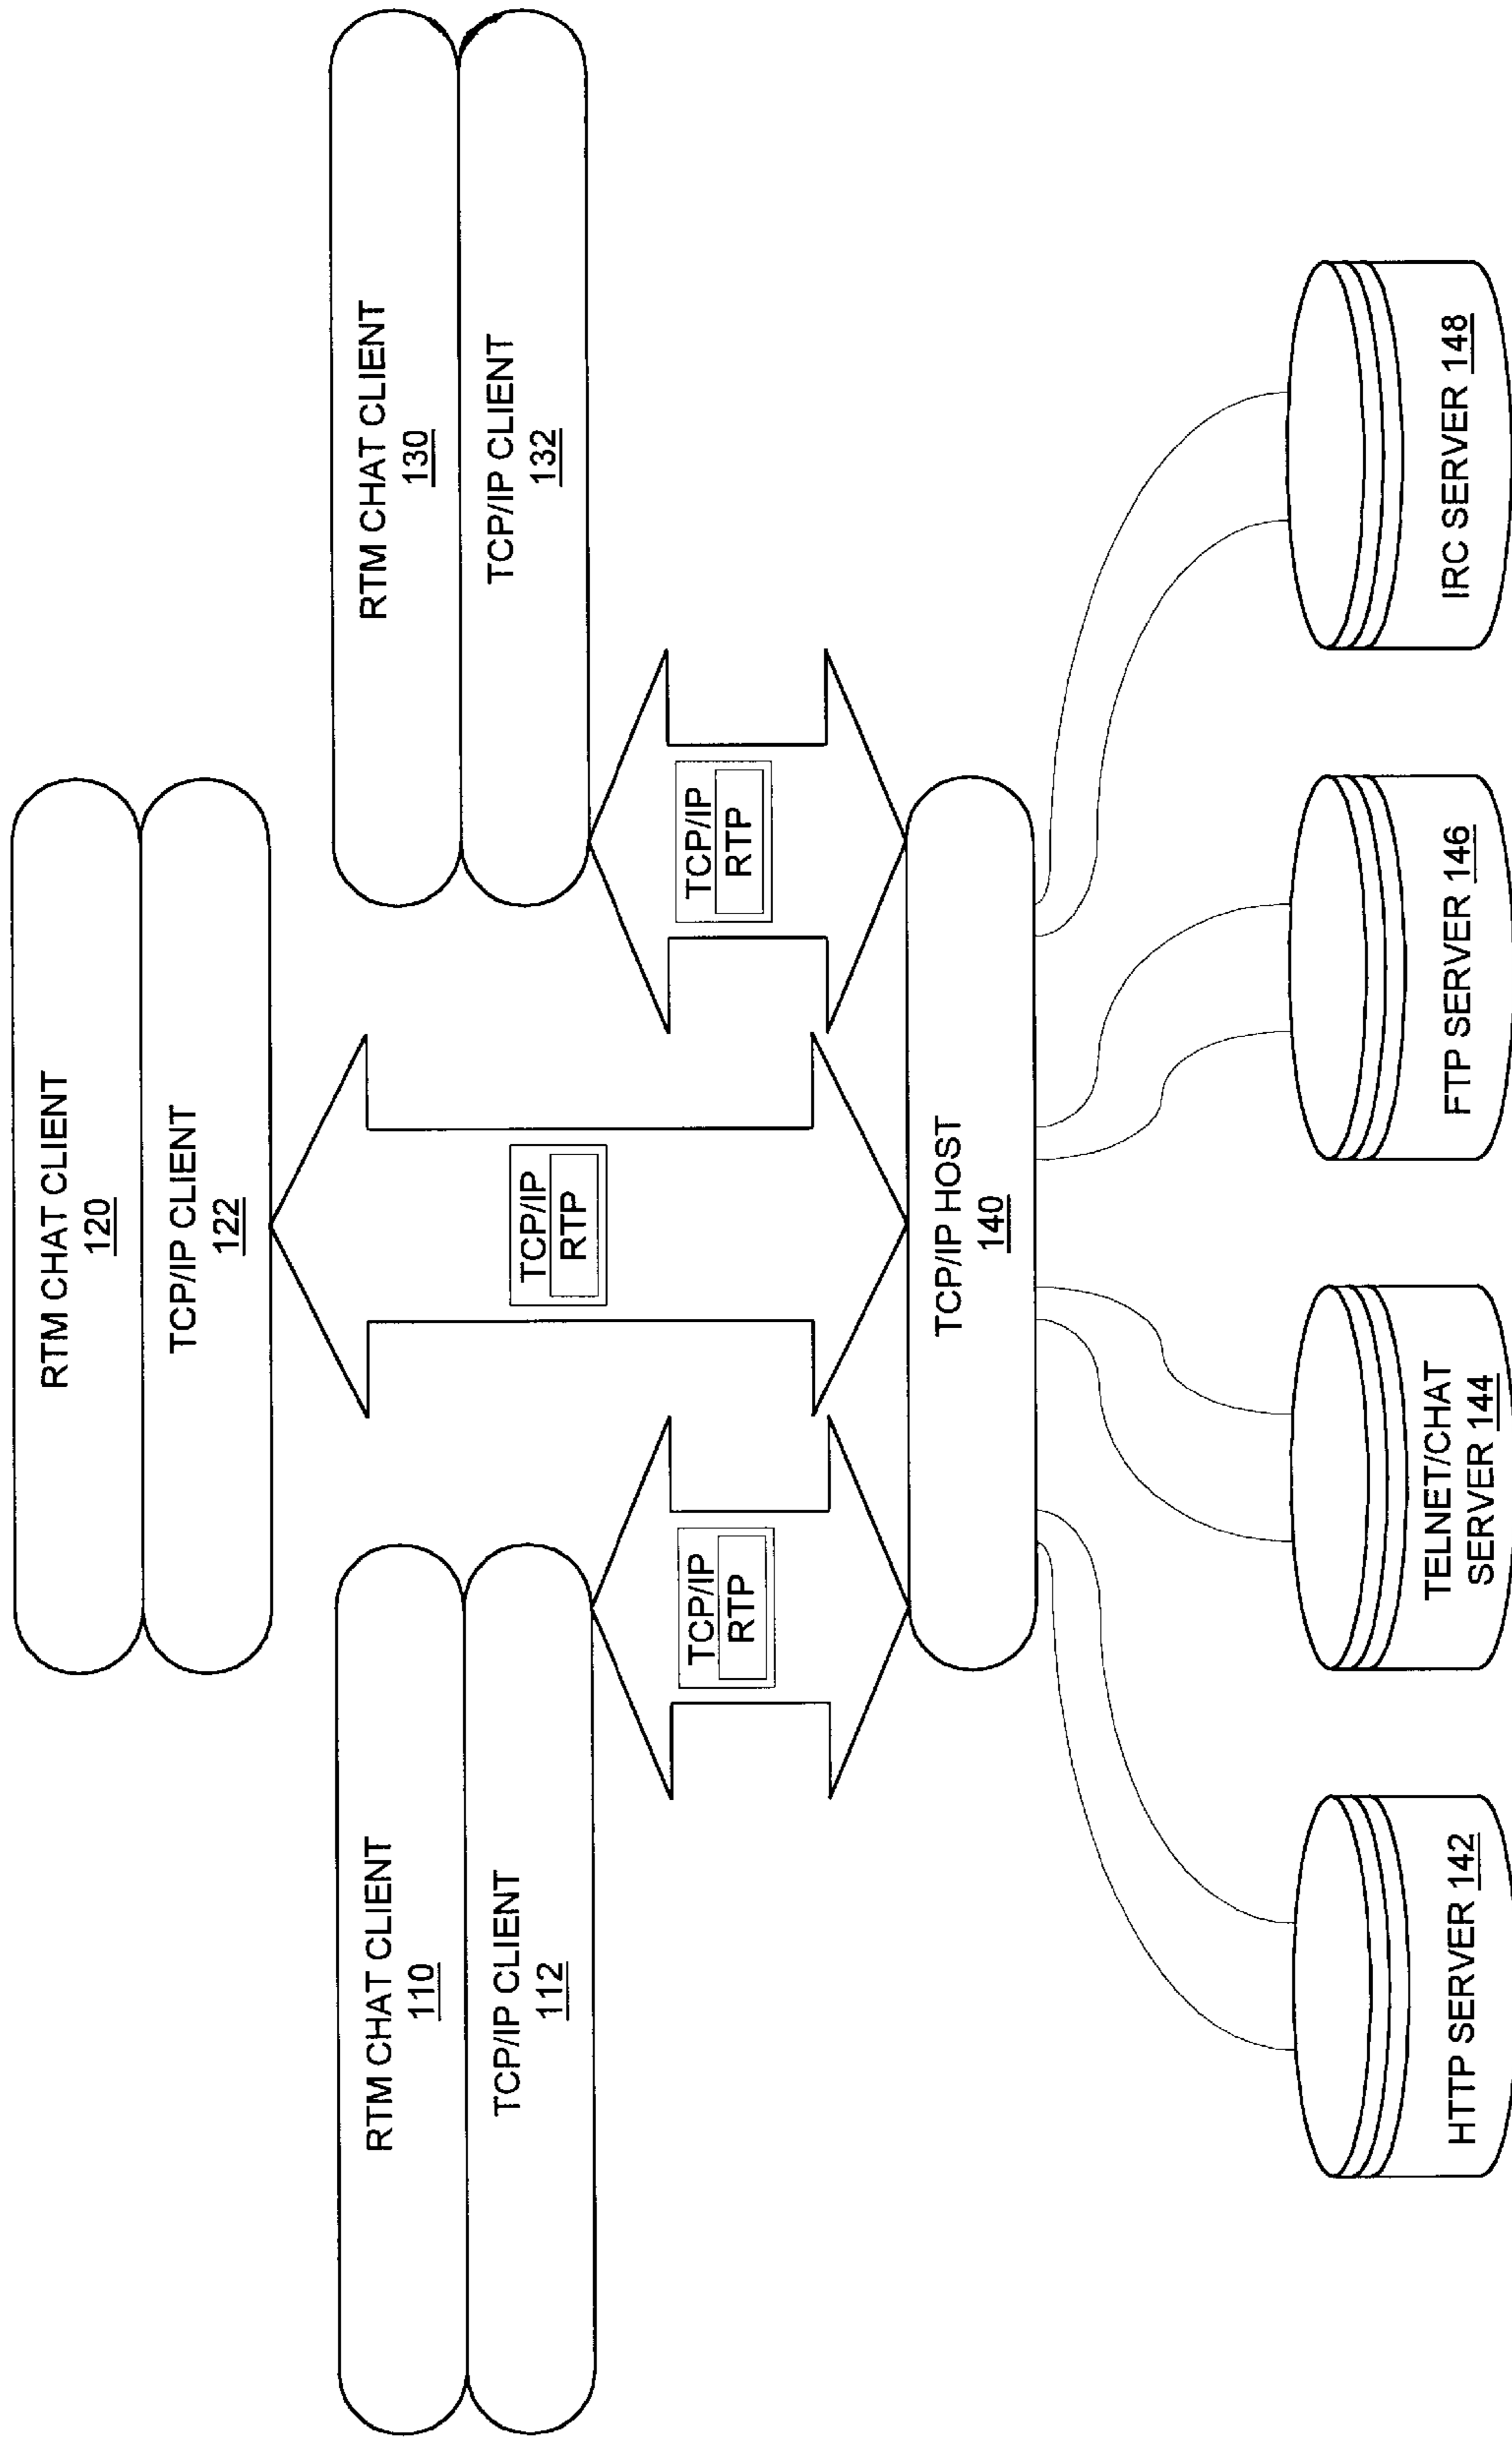 RTM CHAT CLIENT
120
TCP/IP CLIENT
122
RTM CHAT CLIENT
110
TCP/IP CLIENT
112
RTM CHAT CLIENT
130
TCP/IP CLIENT
132
TCP/IP
RTP
TCP/IP
RTP
TCP/IP
RTP
TCP/IP HOST
140
HTTP SERVER 142
TELNET/CHAT
SERVER 144
FTP SERVER 146
IRC SERVER 148